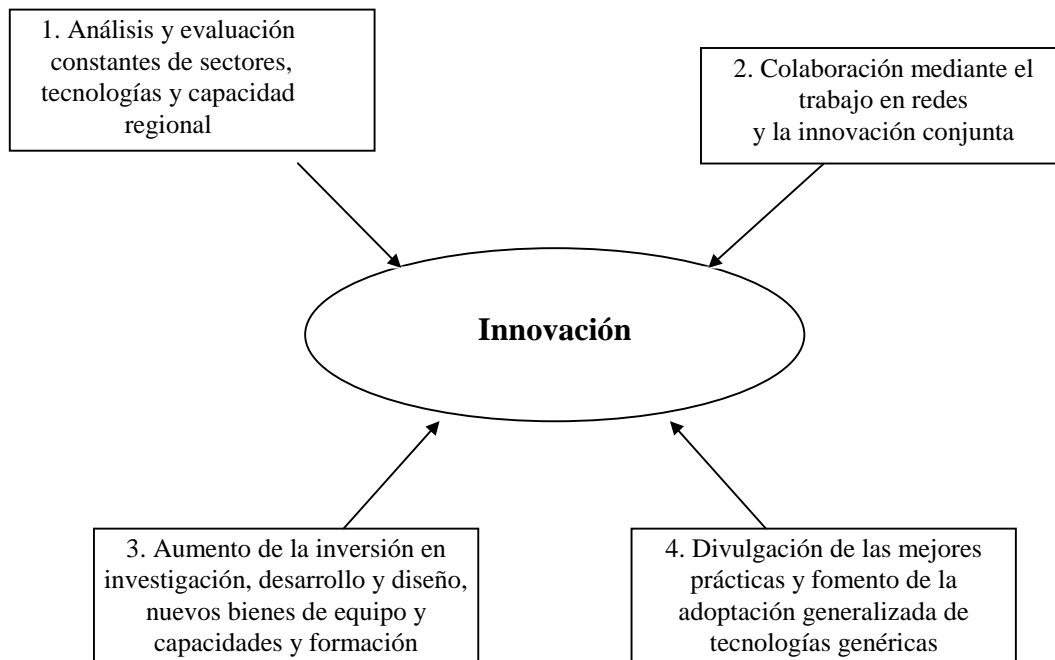 1. Análisis y evaluación
constantes de sectores,
tecnologías y capacidad
regional
2. Colaboración mediante el
trabajo en redes
y la innovación conjunta
Innovación
3. Aumento de la inversión en
investigación, desarrollo y diseño,
nuevos bienes de equipo y
capacidades y formación
4. Divulgación de las mejores
prácticas y fomento de la
adoptación generalizada de
tecnologías genéricas